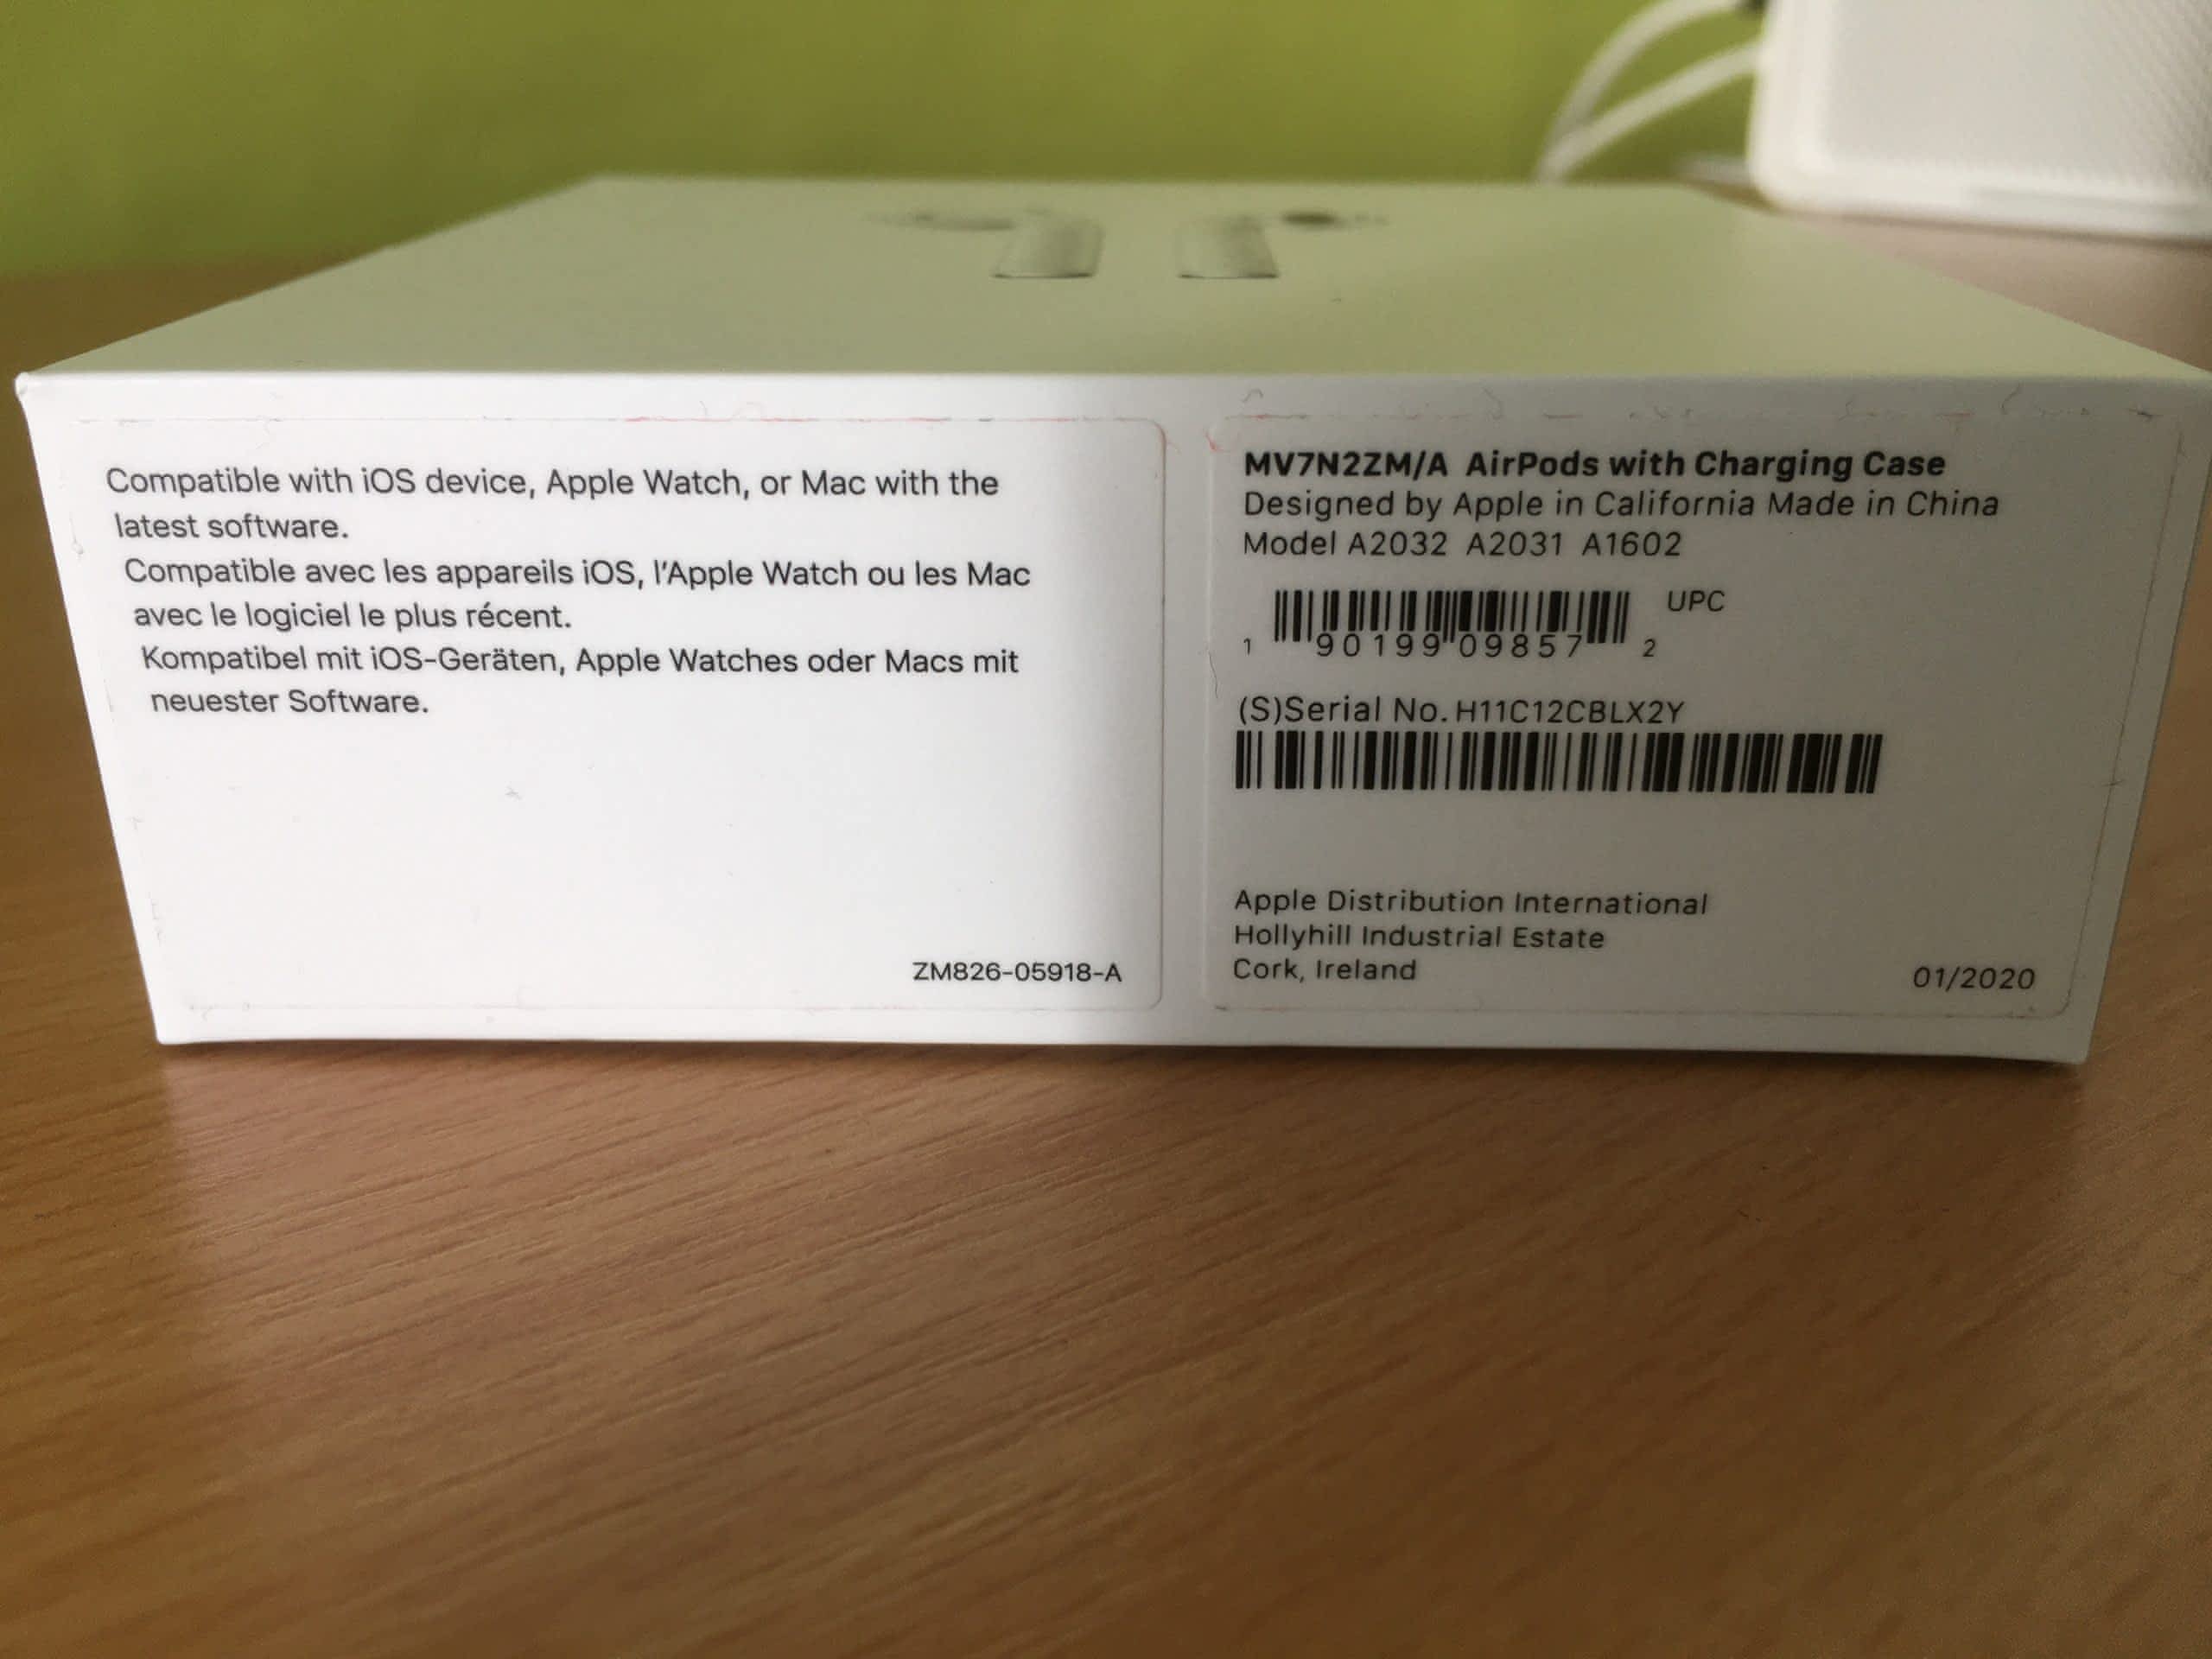 Compatible with iOS device, Apple Watch, or Mac with the
latest software.
Compatible avec les appareils iOS, l'Apple Watch ou les Mac
avec le logiciel le plus récent.
Kompatibel mit iOS-Geräten, Apple Watches oder Macs mit
neuester Software.
ZM826-05918-A
MV7N2ZM/A AirPods with Charging Case
Designed by Apple in California Made in China
Model A2032 A2031 A1602
UPC
1 90199 09857 2
(S)Serial No. H11C12CBLX2Y
Apple Distribution International
Hollyhill Industrial Estate
Cork, Ireland
01/2020